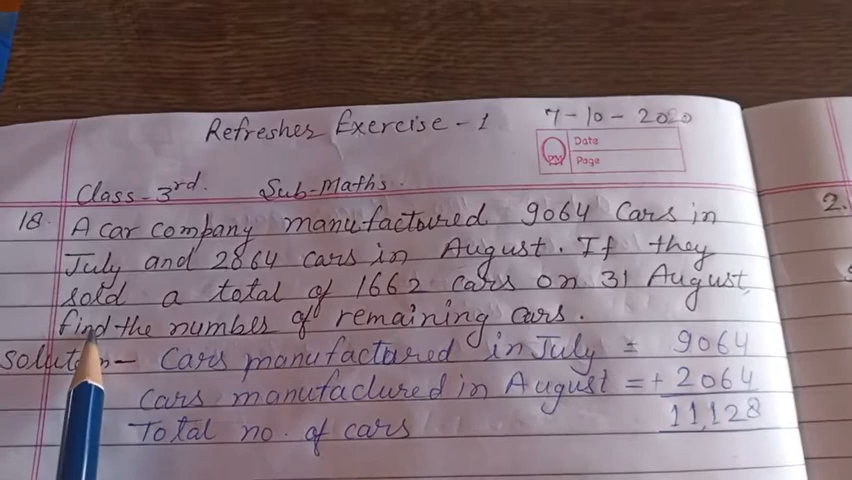 Refresher Exercise - 1
7-10-2020
Date
Page
Class-3rd. Sub-Maths.
18. A car company manufactoured 9064 Cars in
July and 2864 cars in August. If they
sold a total of 1662 cars on 31 August,
find the number of remaining cars.
Cars manufactured in July = 9064
Cars manufactured in August = + 2064
Total no. of cars 11,128
2.